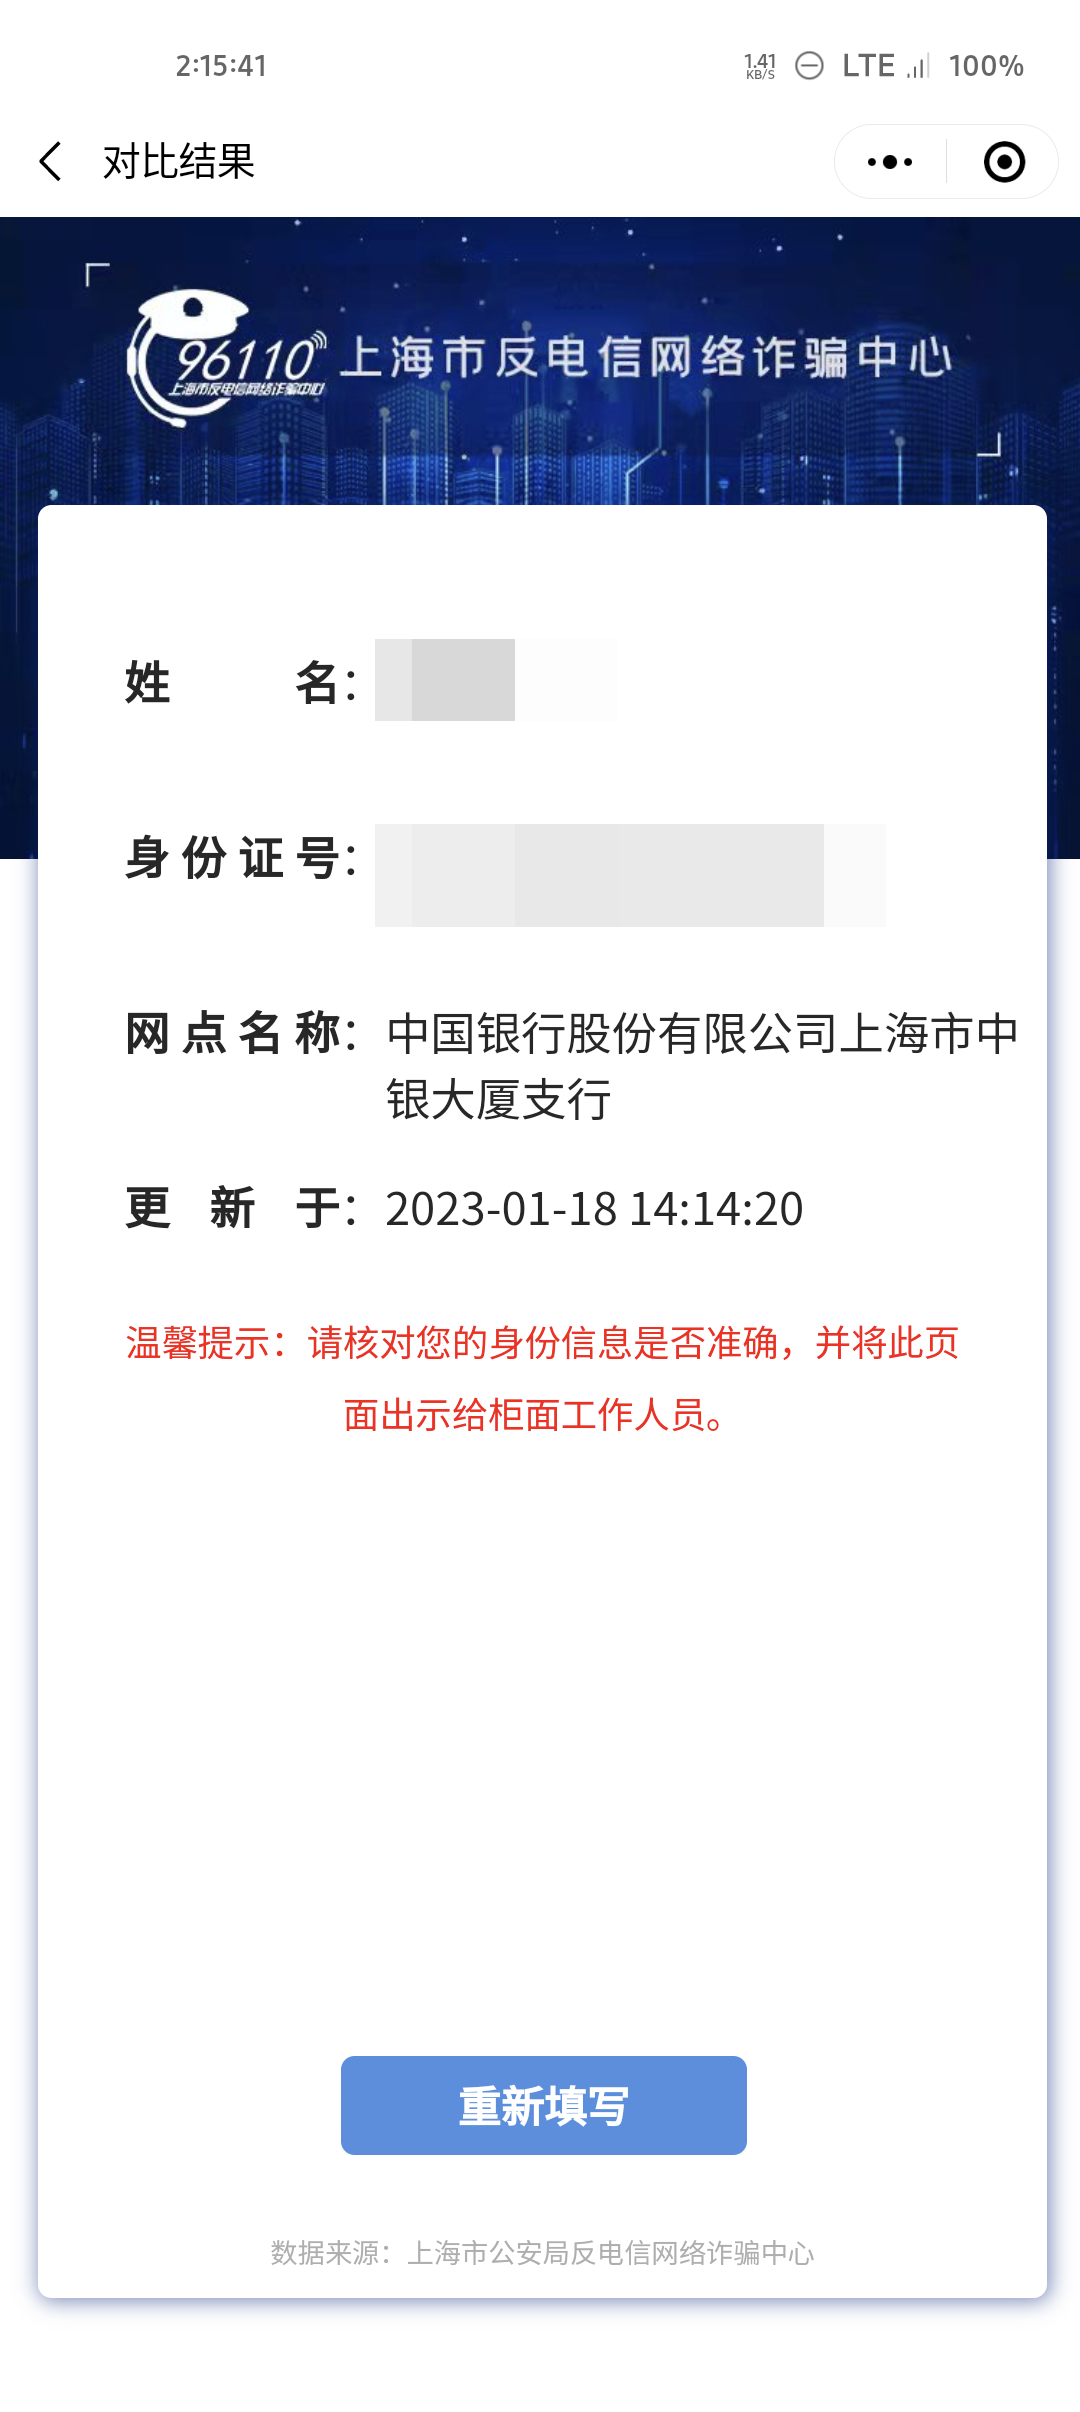 2:15:41
1.41 KB/S LTE 100%
对比结果
96110
上海市反电信网络诈骗中心
上海市反电信网络诈骗中心
姓名：
身份证号：
网点名称：中国银行股份有限公司上海市中
银大厦支行
更新于：2023-01-18 14:14:20
温馨提示：请核对您的身份信息是否准确，并将此页
面出示给柜面工作人员。
重新填写
数据来源：上海市公安局反电信网络诈骗中心